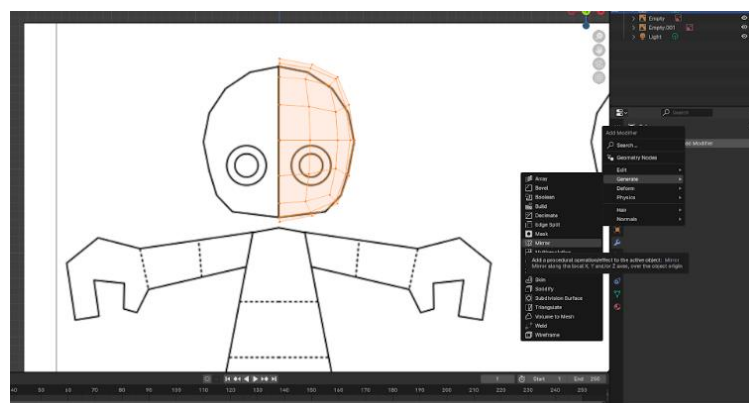 Empty
Empty.001
Light
Search
Add Modifier
Search...
Geometry Nodes
Edit
Generate
Deform
Physics
Hair
Normals
Array
Bevel
Boolean
Build
Decimate
Edge Split
Mask
Mirror
Add a procedural operation/effect to the active object: Mirror
Mirror along the local X, Y and/or Z axes, over the object origin.
Skin
Solidify
Subdivision Surface
Triangulate
Volume to Mesh
Weld
Wireframe
1
Start 1
End 250
40 50 60 70 80 90 100 110 120 130 140 150 160 170 180 190 200 210 220 230 240 250